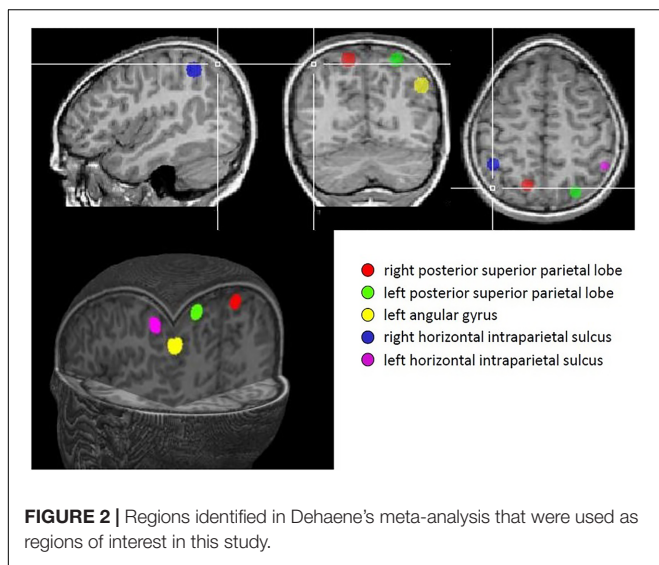 right posterior superior parietal lobe
left posterior superior parietal lobe
left angular gyrus
right horizontal intraparietal sulcus
left horizontal intraparietal sulcus
FIGURE 2 | Regions identified in Dehaene's meta-analysis that were used as
regions of interest in this study.